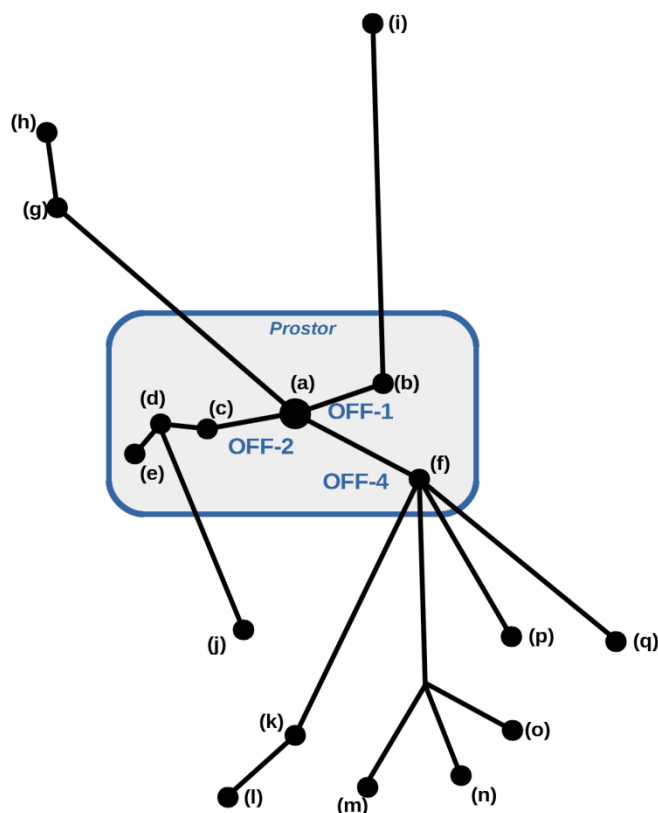 (i)
(h)
(g)
Prostor
(a)
(b)
(d)
(c)
OFF-1
OFF-2
(e)
(f)
OFF-4
(j)
(p)
(q)
(k)
(o)
(l)
(m)
(n)